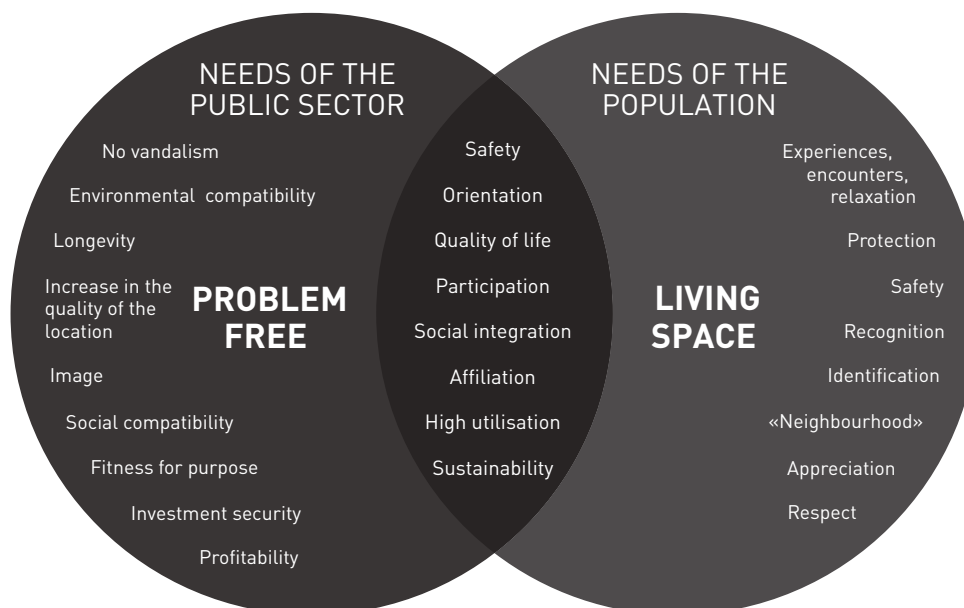 NEEDS OF THE
PUBLIC SECTOR
No vandalism
Environmental compatibility
Longevity
Increase in the
quality of the
location
Image
Social compatibility
Fitness for purpose
Investment security
Profitability
PROBLEM
FREE
Safety
Orientation
Quality of life
Participation
Social integration
Affiliation
High utilisation
Sustainability
NEEDS OF THE
POPULATION
LIVING
SPACE
Experiences,
encounters,
relaxation
Protection
Safety
Recognition
Identification
«Neighbourhood»
Appreciation
Respect